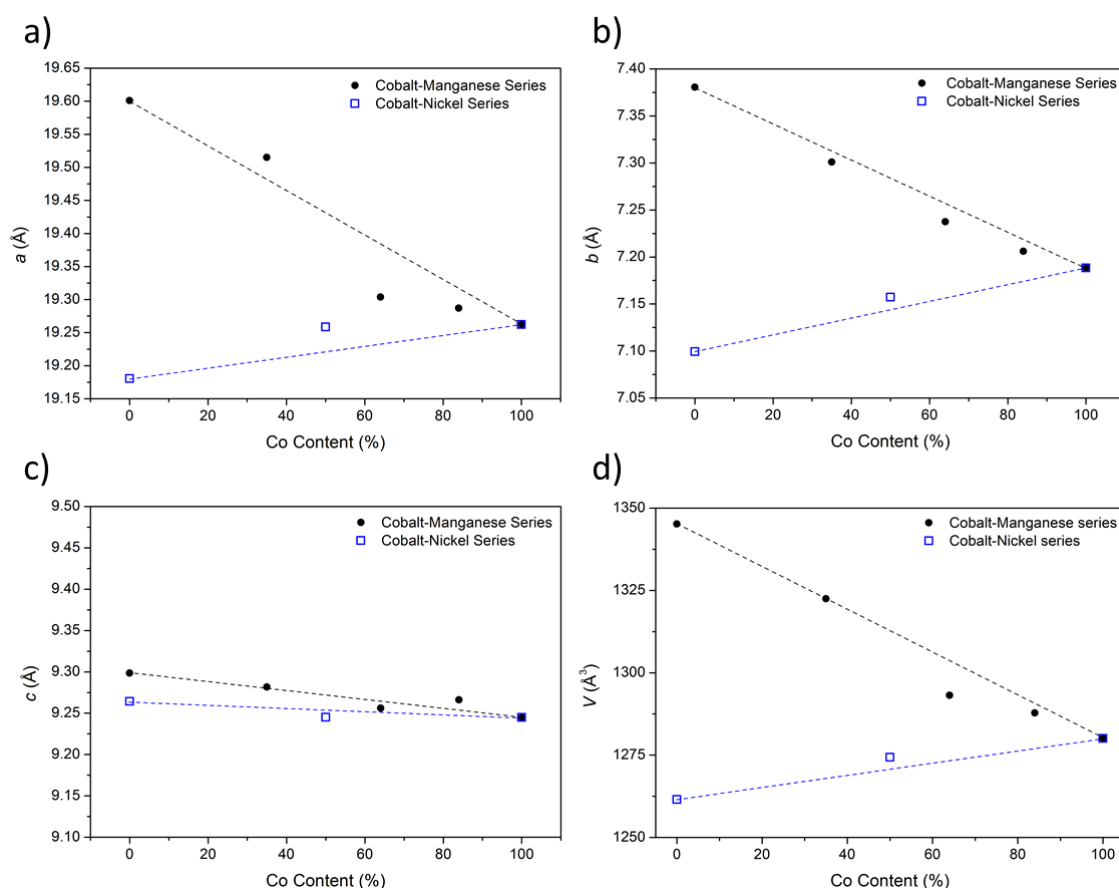 a)
19.65
19.60
19.55
19.50
19.45
19.40
19.35
19.30
19.25
19.20
19.15
a (Å)
Cobalt-Manganese Series
Cobalt-Nickel Series
0 20 40 60 80 100
Co Content (%)
b)
7.40
7.35
7.30
7.25
7.20
7.15
7.10
7.05
b (Å)
Cobalt-Manganese Series
Cobalt-Nickel Series
0 20 40 60 80 100
Co Content (%)
c)
9.50
9.45
9.40
9.35
9.30
9.25
9.20
9.15
9.10
c (Å)
Cobalt-Manganese Series
Cobalt-Nickel Series
0 20 40 60 80 100
Co Content (%)
d)
1350
1325
1300
1275
1250
V (Å³)
Cobalt-Manganese series
Cobalt-Nickel series
0 20 40 60 80 100
Co Content (%)